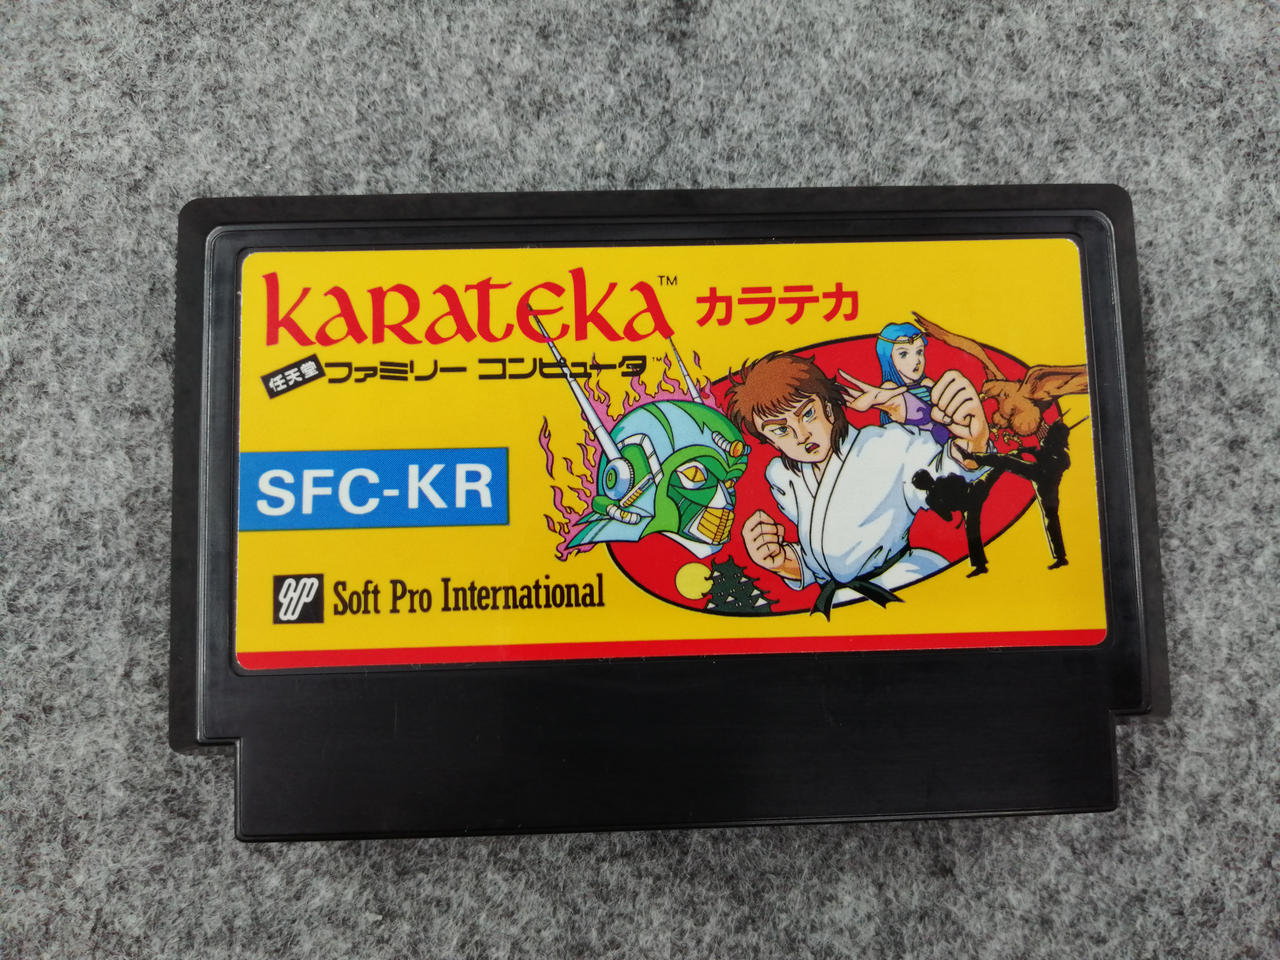 KARATEKA™ カラテカ
任天堂 ファミリー コンピュータ™
SFC-KR
SP Soft Pro International